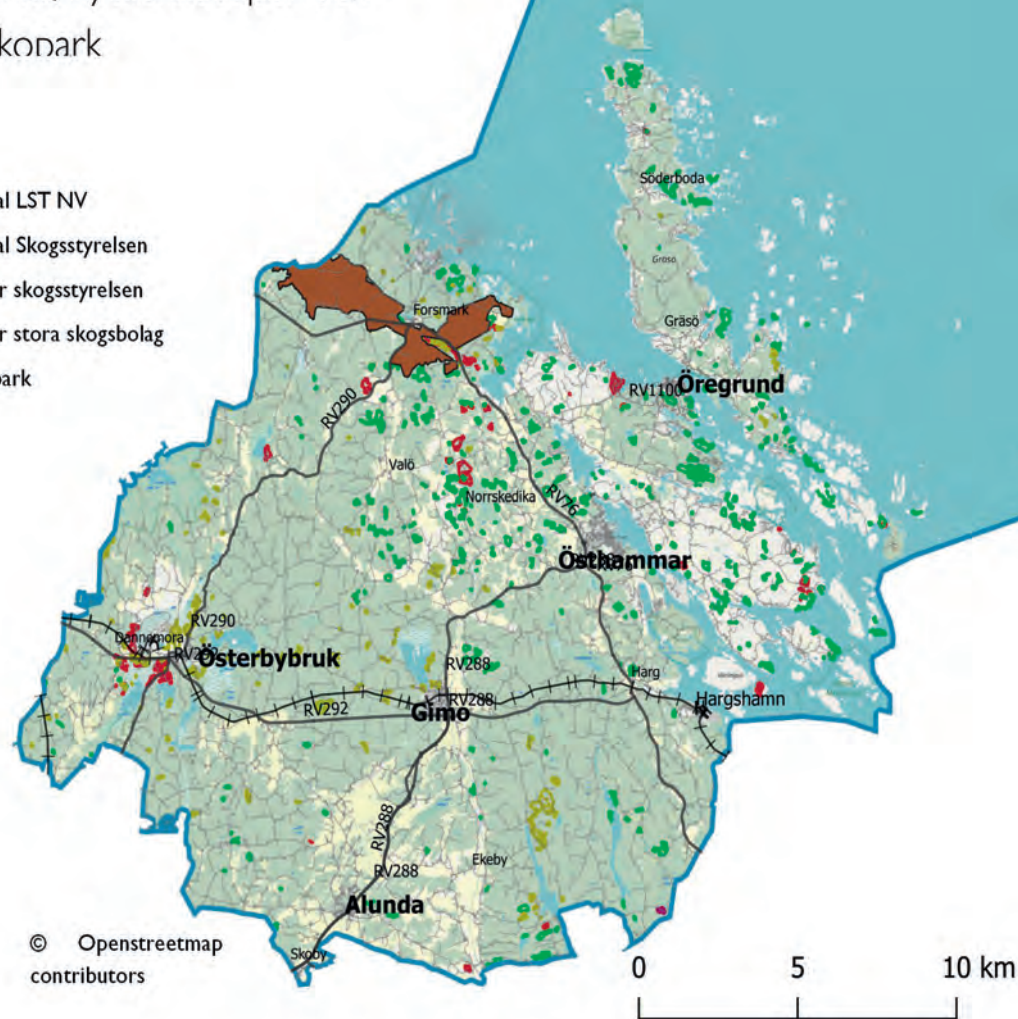 kopark
al LST NV
al Skogsstyrelsen
r skogsstyrelsen
r stora skogsbolag
park
Söderboda
Gräsö
Forsmark
Gräsö
RV1100
Öregrund
RV290
Valö
Norrskedika
RV76
Östhammar
RV290
Dannemora
Österbybruk
RV288
Harg
RV288
Hargshamn
RV292
Gimo
RV288
Ekeby
RV288
Alunda
Skoby
© Openstreetmap
contributors
0 5 10 km